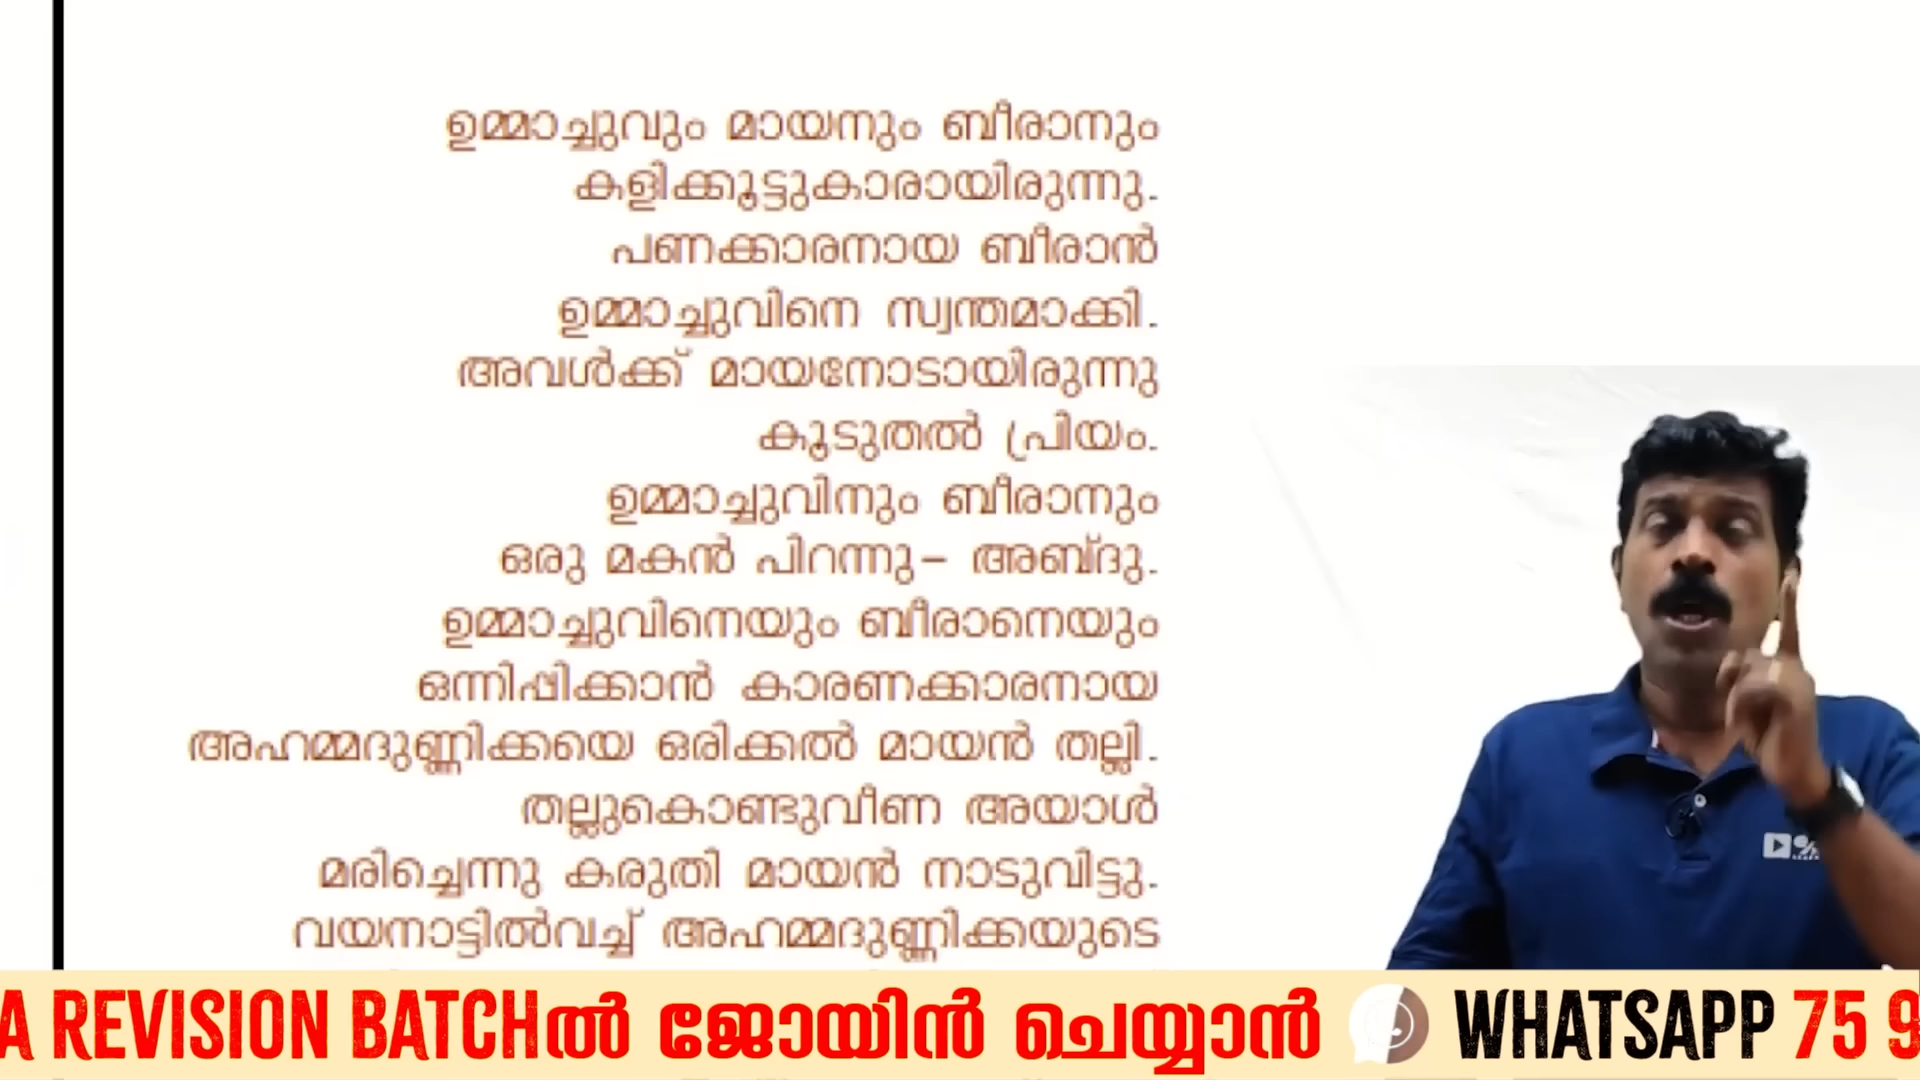 ഉമ്മാച്ചുവും മായനും ബീരാനും
കളിക്കൂട്ടുകാരായിരുന്നു.
പണക്കാരനായ ബീരാൻ
ഉമ്മാച്ചുവിനെ സ്വന്തമാക്കി.
അവൾക്ക് മായനോടായിരുന്നു
കൂടുതൽ പ്രിയം.
ഉമ്മാച്ചുവിനും ബീരാനും
ഒരു മകൻ പിറന്നു- അബ്ദു.
ഉമ്മാച്ചുവിനെയും ബീരാനെയും
ഒന്നിപ്പിക്കാൻ കാരണക്കാരനായ
അഹമ്മദുണ്ണിക്കയെ ഒരിക്കൽ മായൻ തല്ലി.
തല്ലുകൊണ്ടുവീണ അയാൾ
മരിച്ചെന്നു കരുതി മായൻ നാടുവിട്ടു.
വയനാട്ടിൽവച്ച് അഹമ്മദുണ്ണിക്കയുടെ
A REVISION BATCHൽ ജോയിൻ ചെയ്യാൻ WHATSAPP 75 9